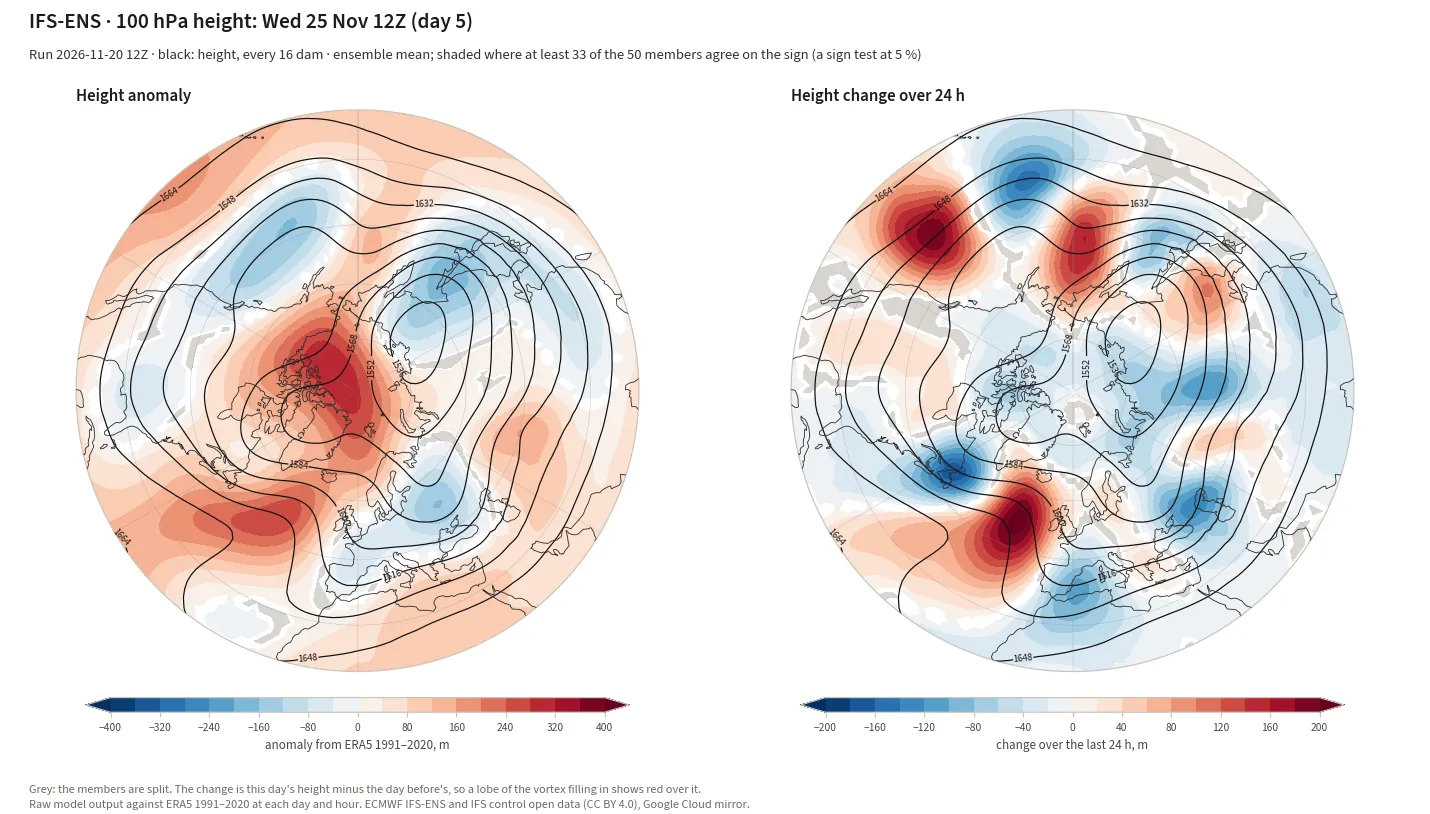 IFS-ENS · 100 hPa height: Wed 25 Nov 12Z (day 5)
Run 2026-11-20 12Z · black: height, every 16 dam · ensemble mean; shaded where at least 33 of the 50 members agree on the sign (a sign test at 5 %)
Height anomaly
Height change over 24 h
1664
1648
1632
1568
1552
1584
1616
1664
1648
1664
1648
1632
1568
1552
1584
1616
1664
1648
−400 −320 −240 −160 −80 0 80 160 240 320 400
anomaly from ERA5 1991–2020, m
−200 −160 −120 −80 −40 0 40 80 120 160 200
change over the last 24 h, m
Grey: the members are split. The change is this day's height minus the day before's, so a lobe of the vortex filling in shows red over it.
Raw model output against ERA5 1991–2020 at each day and hour. ECMWF IFS-ENS and IFS control open data (CC BY 4.0), Google Cloud mirror.